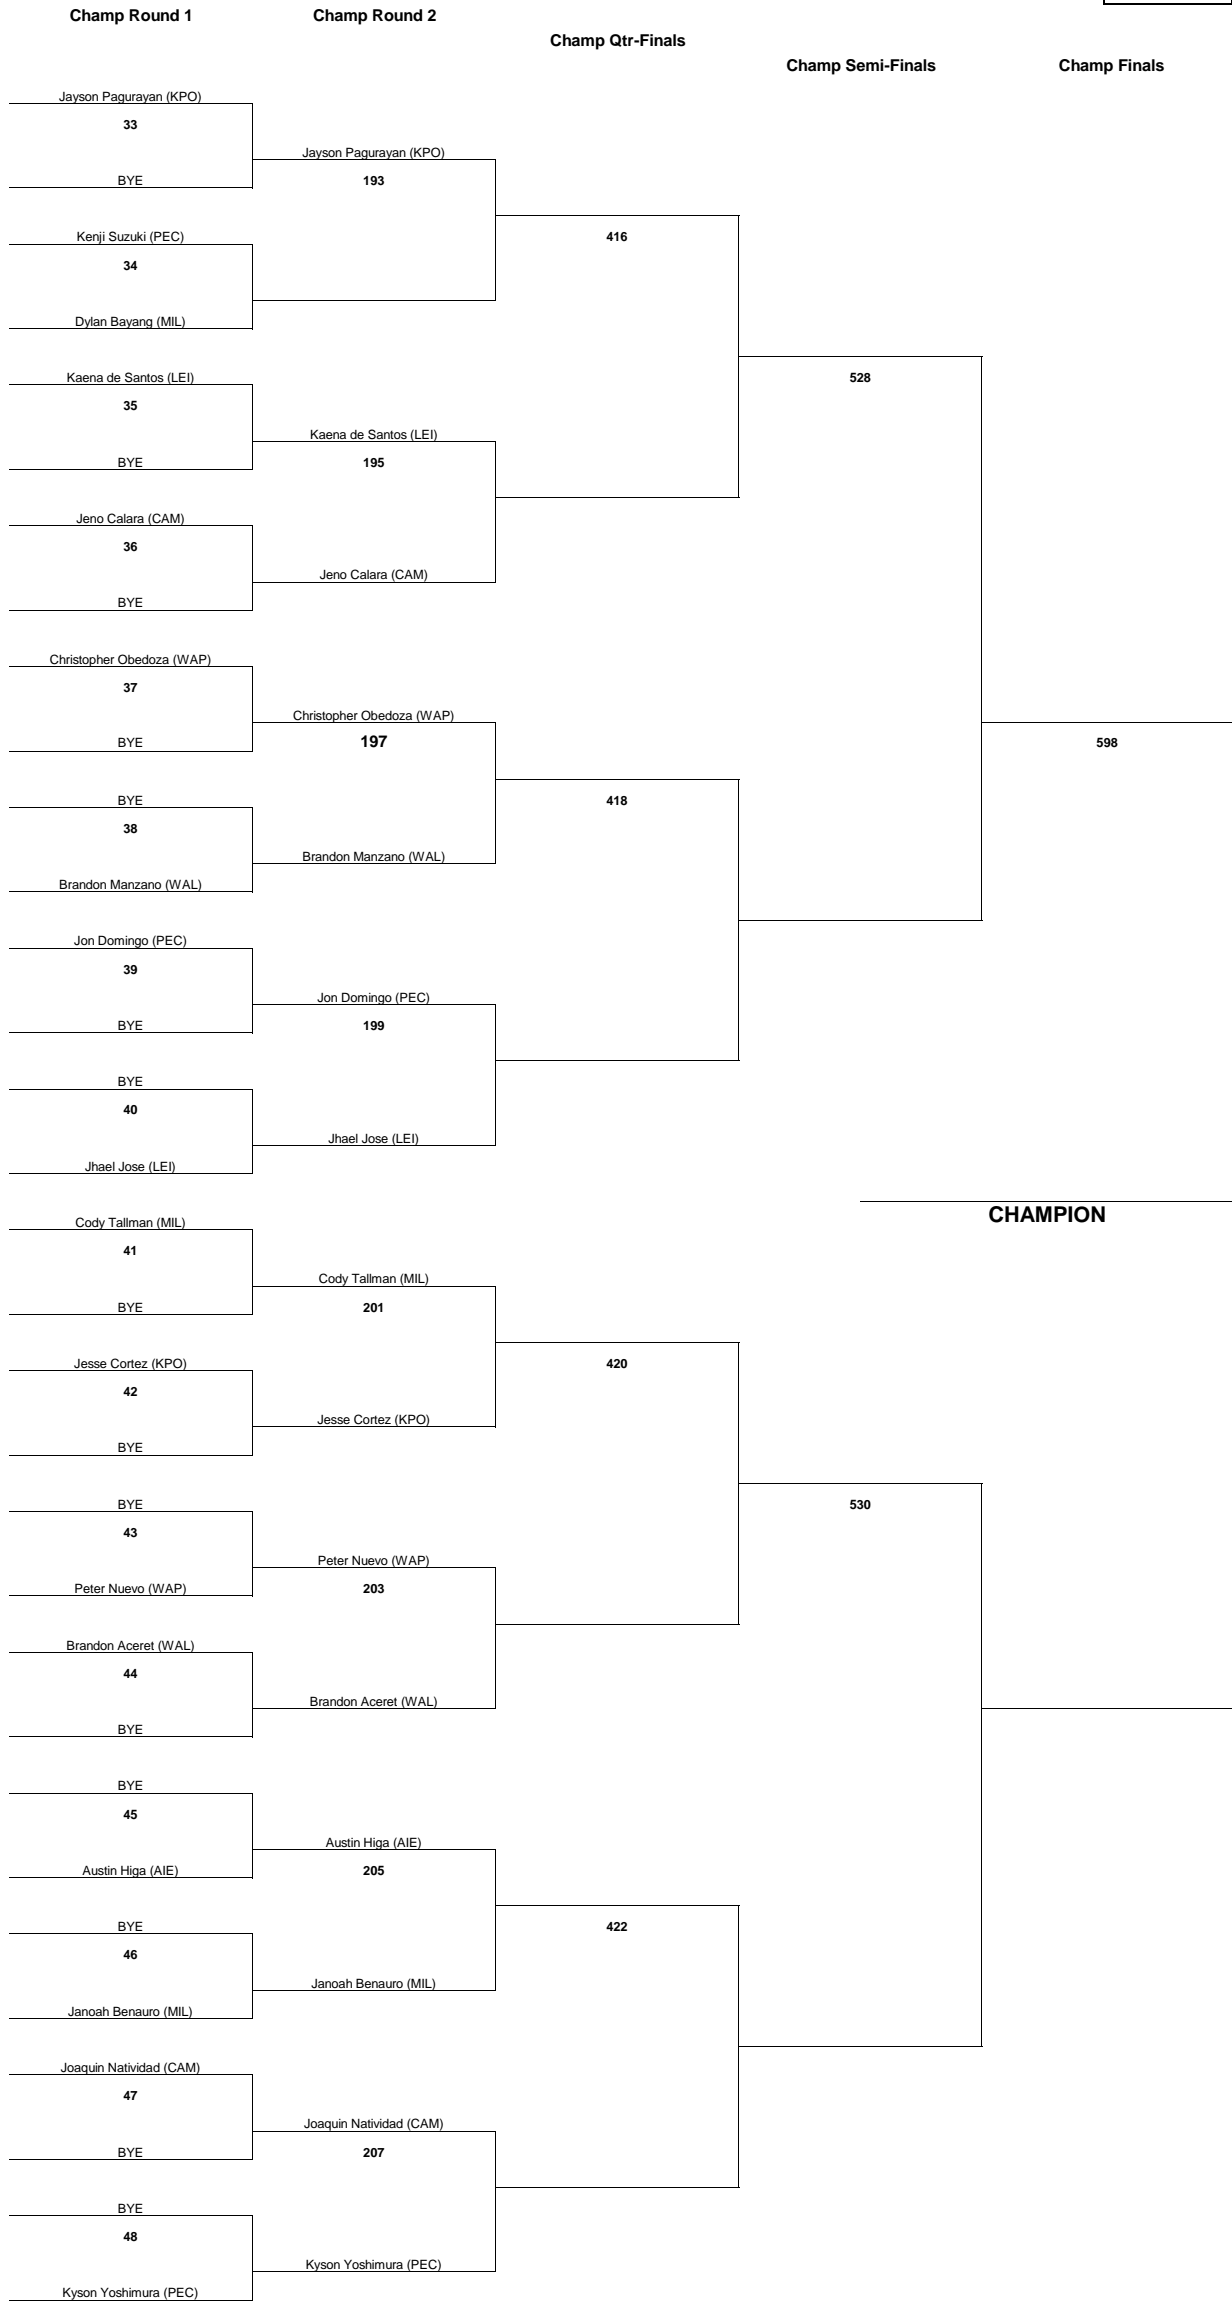 Champ Round 1
Champ Round 2
Champ Qtr-Finals
Champ Semi-Finals
Champ Finals
Jayson Pagurayan (KPO)
33
Jayson Pagurayan (KPO)
BYE
193
Kenji Suzuki (PEC)
416
34
Dylan Bayang (MIL)
Kaena de Santos (LEI)
528
35
Kaena de Santos (LEI)
BYE
195
Jeno Calara (CAM)
36
Jeno Calara (CAM)
BYE
Christopher Obedoza (WAP)
37
Christopher Obedoza (WAP)
BYE
197
598
BYE
418
38
Brandon Manzano (WAL)
Brandon Manzano (WAL)
Jon Domingo (PEC)
39
Jon Domingo (PEC)
BYE
199
BYE
40
Jhael Jose (LEI)
Jhael Jose (LEI)
CHAMPION
Cody Tallman (MIL)
41
Cody Tallman (MIL)
BYE
201
Jesse Cortez (KPO)
420
42
Jesse Cortez (KPO)
BYE
BYE
530
43
Peter Nuevo (WAP)
Peter Nuevo (WAP)
203
Brandon Aceret (WAL)
44
Brandon Aceret (WAL)
BYE
BYE
45
Austin Higa (AIE)
Austin Higa (AIE)
205
BYE
422
46
Janoah Benauro (MIL)
Janoah Benauro (MIL)
Joaquin Natividad (CAM)
47
Joaquin Natividad (CAM)
BYE
207
BYE
48
Kyson Yoshimura (PEC)
Kyson Yoshimura (PEC)